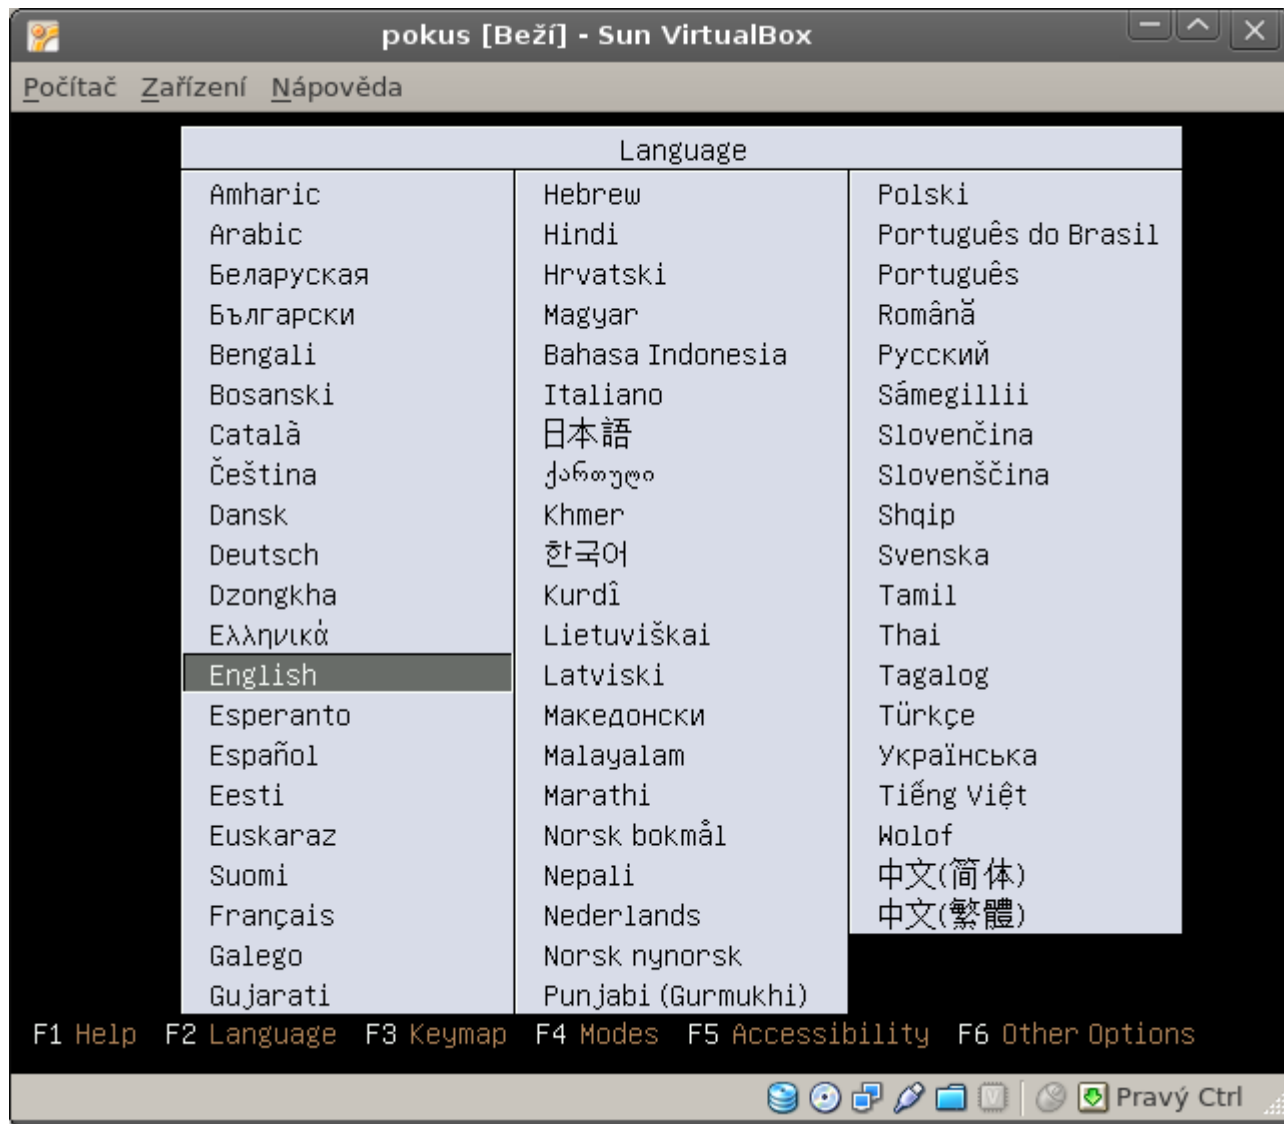 pokus [Beží] - Sun VirtualBox
Počítač Zařízení Nápověda
Language
Amharic
Arabic
Беларуская
Български
Bengali
Bosanski
Català
Čeština
Dansk
Deutsch
Dzongkha
Ελληνικά
English
Esperanto
Español
Eesti
Euskaraz
Suomi
Français
Galego
Gujarati
Hebrew
Hindi
Hrvatski
Magyar
Bahasa Indonesia
Italiano
日本語
ქართული
Khmer
한국어
Kurdî
Lietuviškai
Latviski
Македонски
Malayalam
Marathi
Norsk bokmål
Nepali
Nederlands
Norsk nynorsk
Punjabi (Gurmukhi)
Polski
Português do Brasil
Português
Română
Русский
Sámegillii
Slovenčina
Slovenščina
Shqip
Svenska
Tamil
Thai
Tagalog
Türkçe
Українська
Tiếng Việt
Wolof
中文(简体)
中文(繁體)
F1 Help F2 Language F3 Keymap F4 Modes F5 Accessibility F6 Other Options
Pravý Ctrl